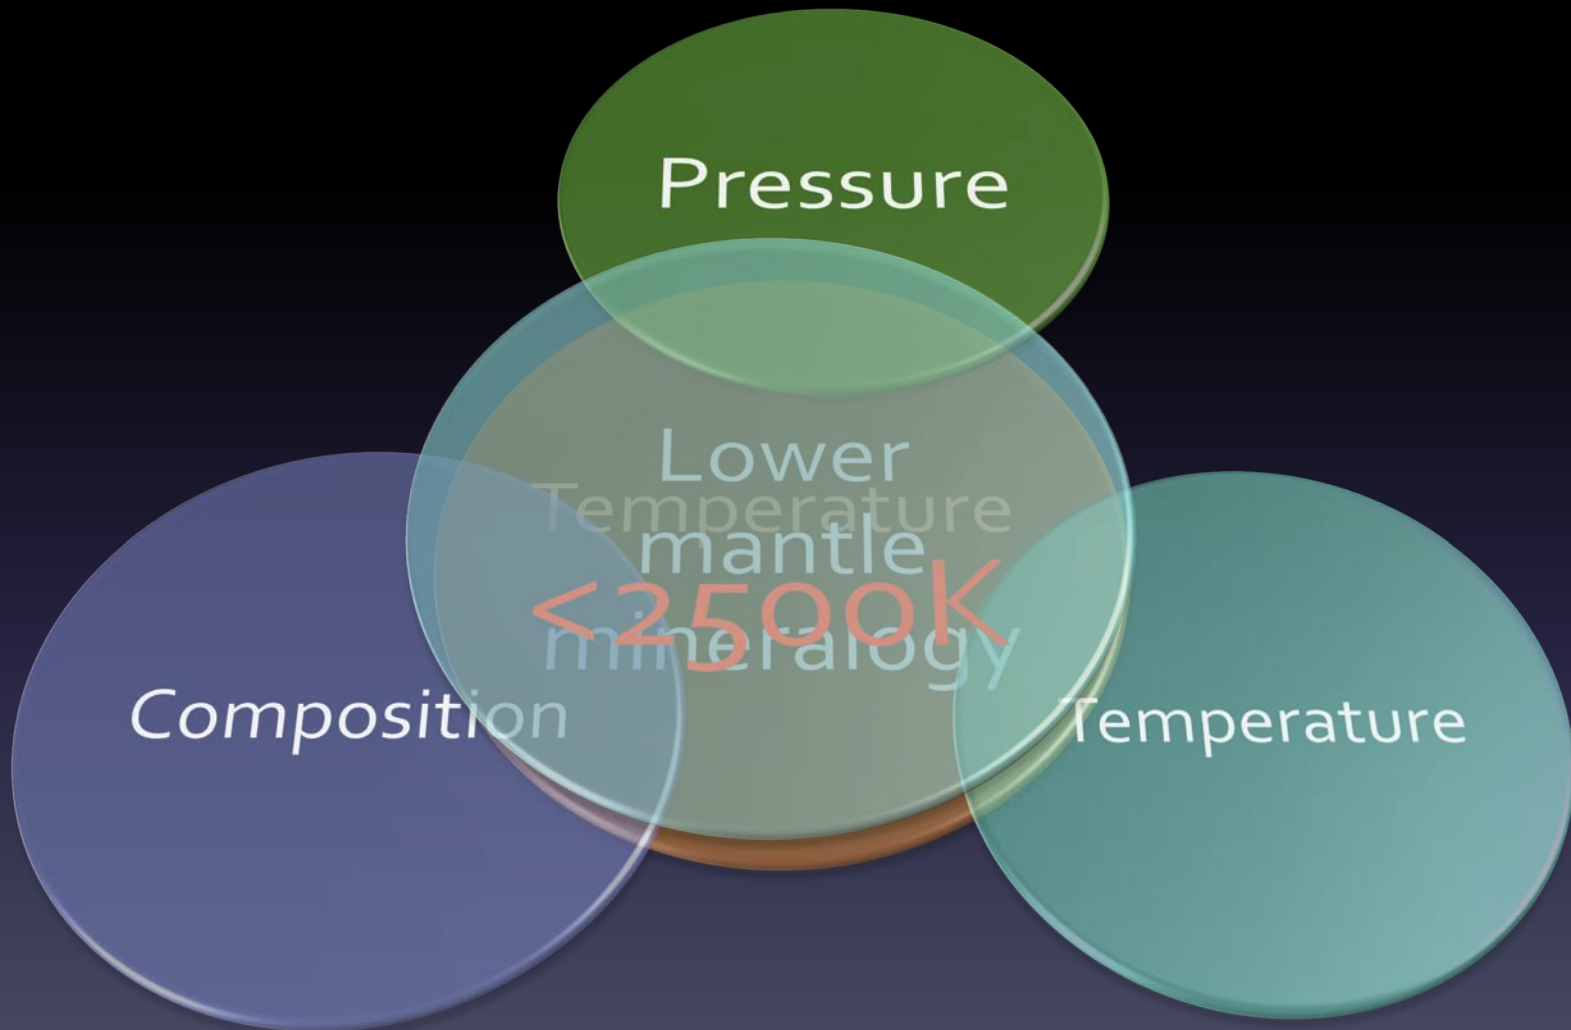 Pressure
Lower
Temperature
mantle
<2500K
mineralogy
Composition
Temperature